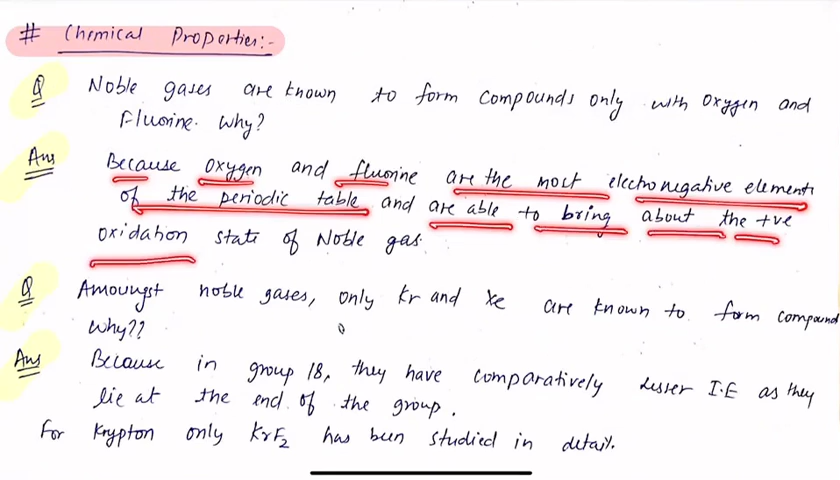 # Chemical Properties:-
Q Noble gases are known to form compounds only with oxygen and
Fluorine. Why?
Ans Because oxygen and fluorine are the most electronegative elements
of the periodic table and are able to bring about the +ve
oxidation state of Noble gas.
Q Amoungst noble gases, only Kr and Xe are known to form compound
Why??
Ans Because in group 18, they have comparatively lesser I.E as they
lie at the end of the group.
For Krypton only KrF₂ has been studied in detail.